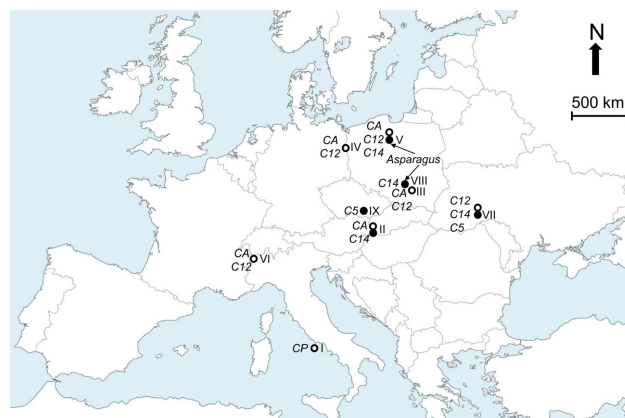 N
500 km
CA
C12 V
C14
Asparagus
CA IV
C12
C14 VIII
CA III
C12
C5 IX
CA II
C14
C12
C14 VII
C5
CA
C12 VI
CP I